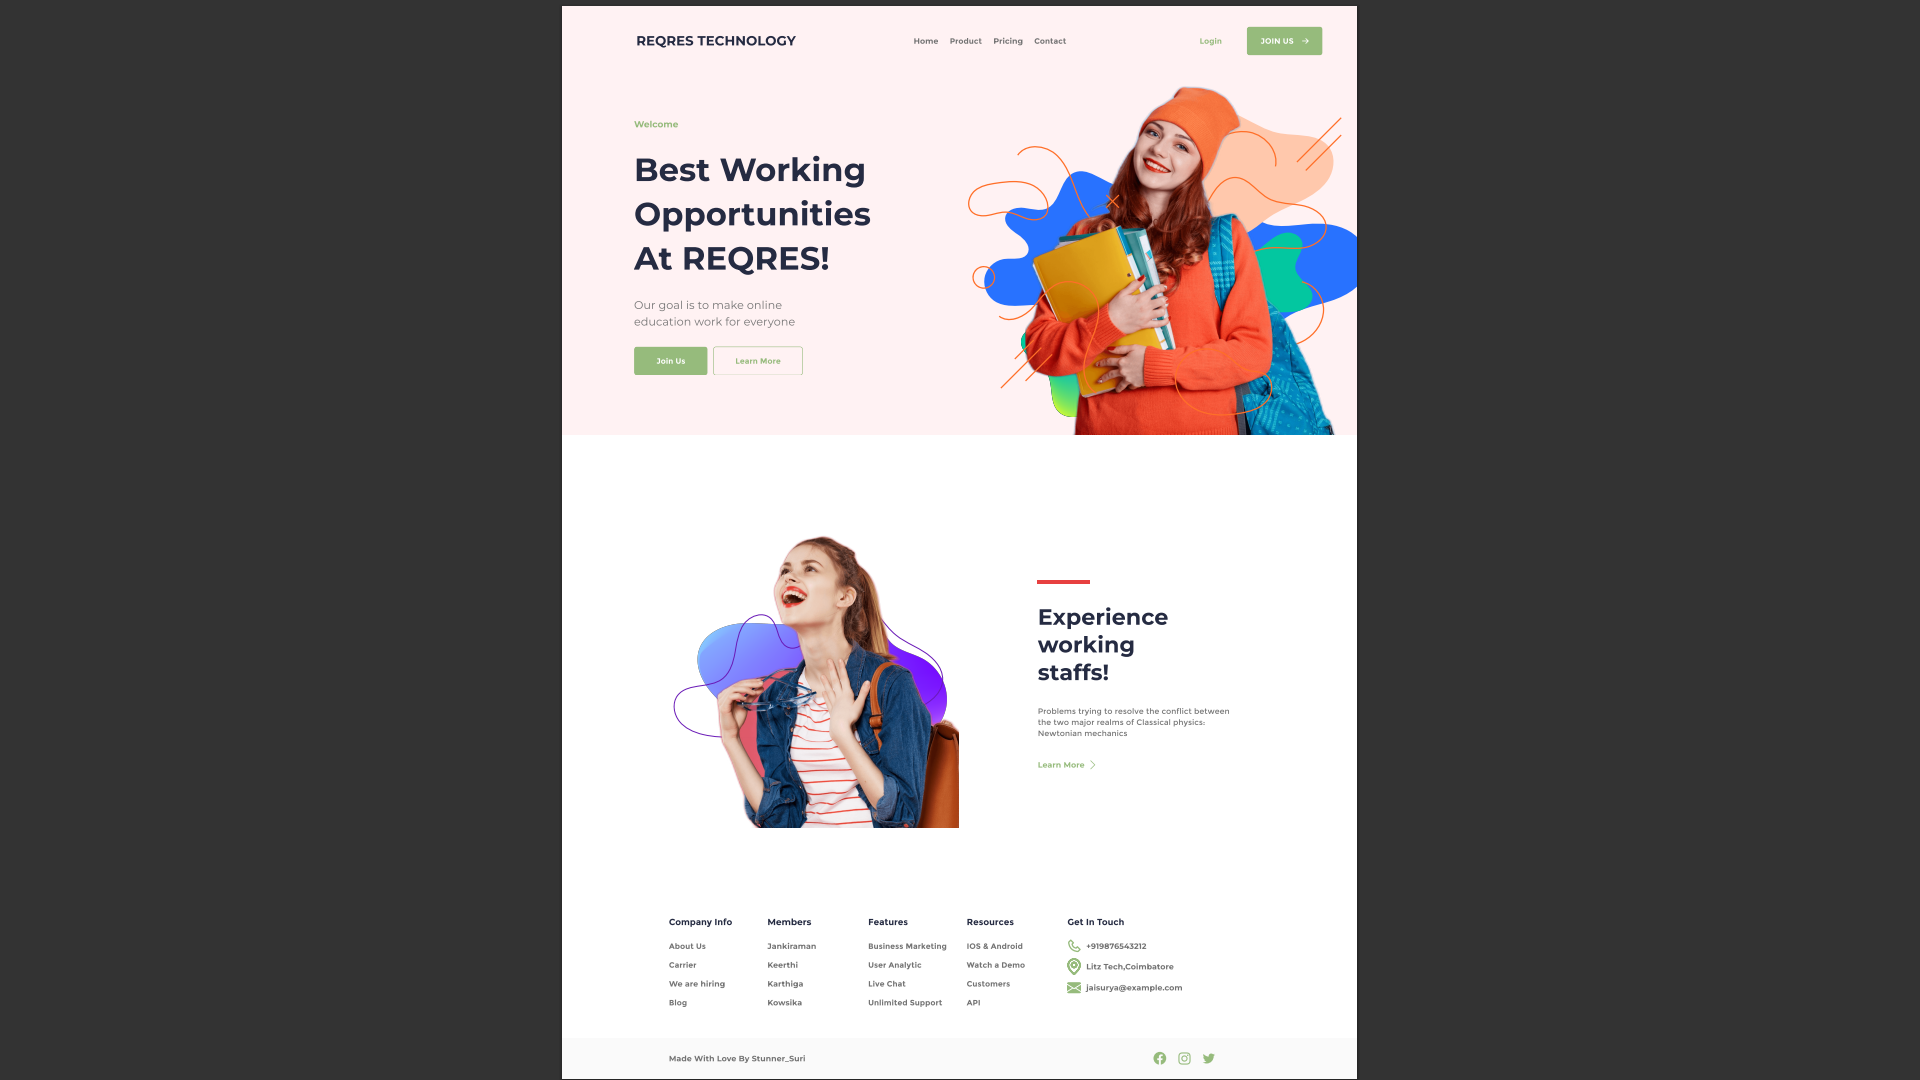 REQRES TECHNOLOGY
Home Product Pricing Contact
Login
JOIN US
Welcome
Best Working
Opportunities
At REQRES!
Our goal is to make online
education work for everyone
Join Us
Learn More
Experience
working
staffs!
Problems trying to resolve the conflict between
the two major realms of Classical physics:
Newtonian mechanics
Learn More
Company Info
About Us
Carrier
We are hiring
Blog
Members
Jankiraman
Keerthi
Karthiga
Kowsika
Features
Business Marketing
User Analytic
Live Chat
Unlimited Support
Resources
IOS & Android
Watch a Demo
Customers
API
Get In Touch
+919876543212
Litz Tech,Coimbatore
jaisurya@example.com
Made With Love By Stunner_Suri